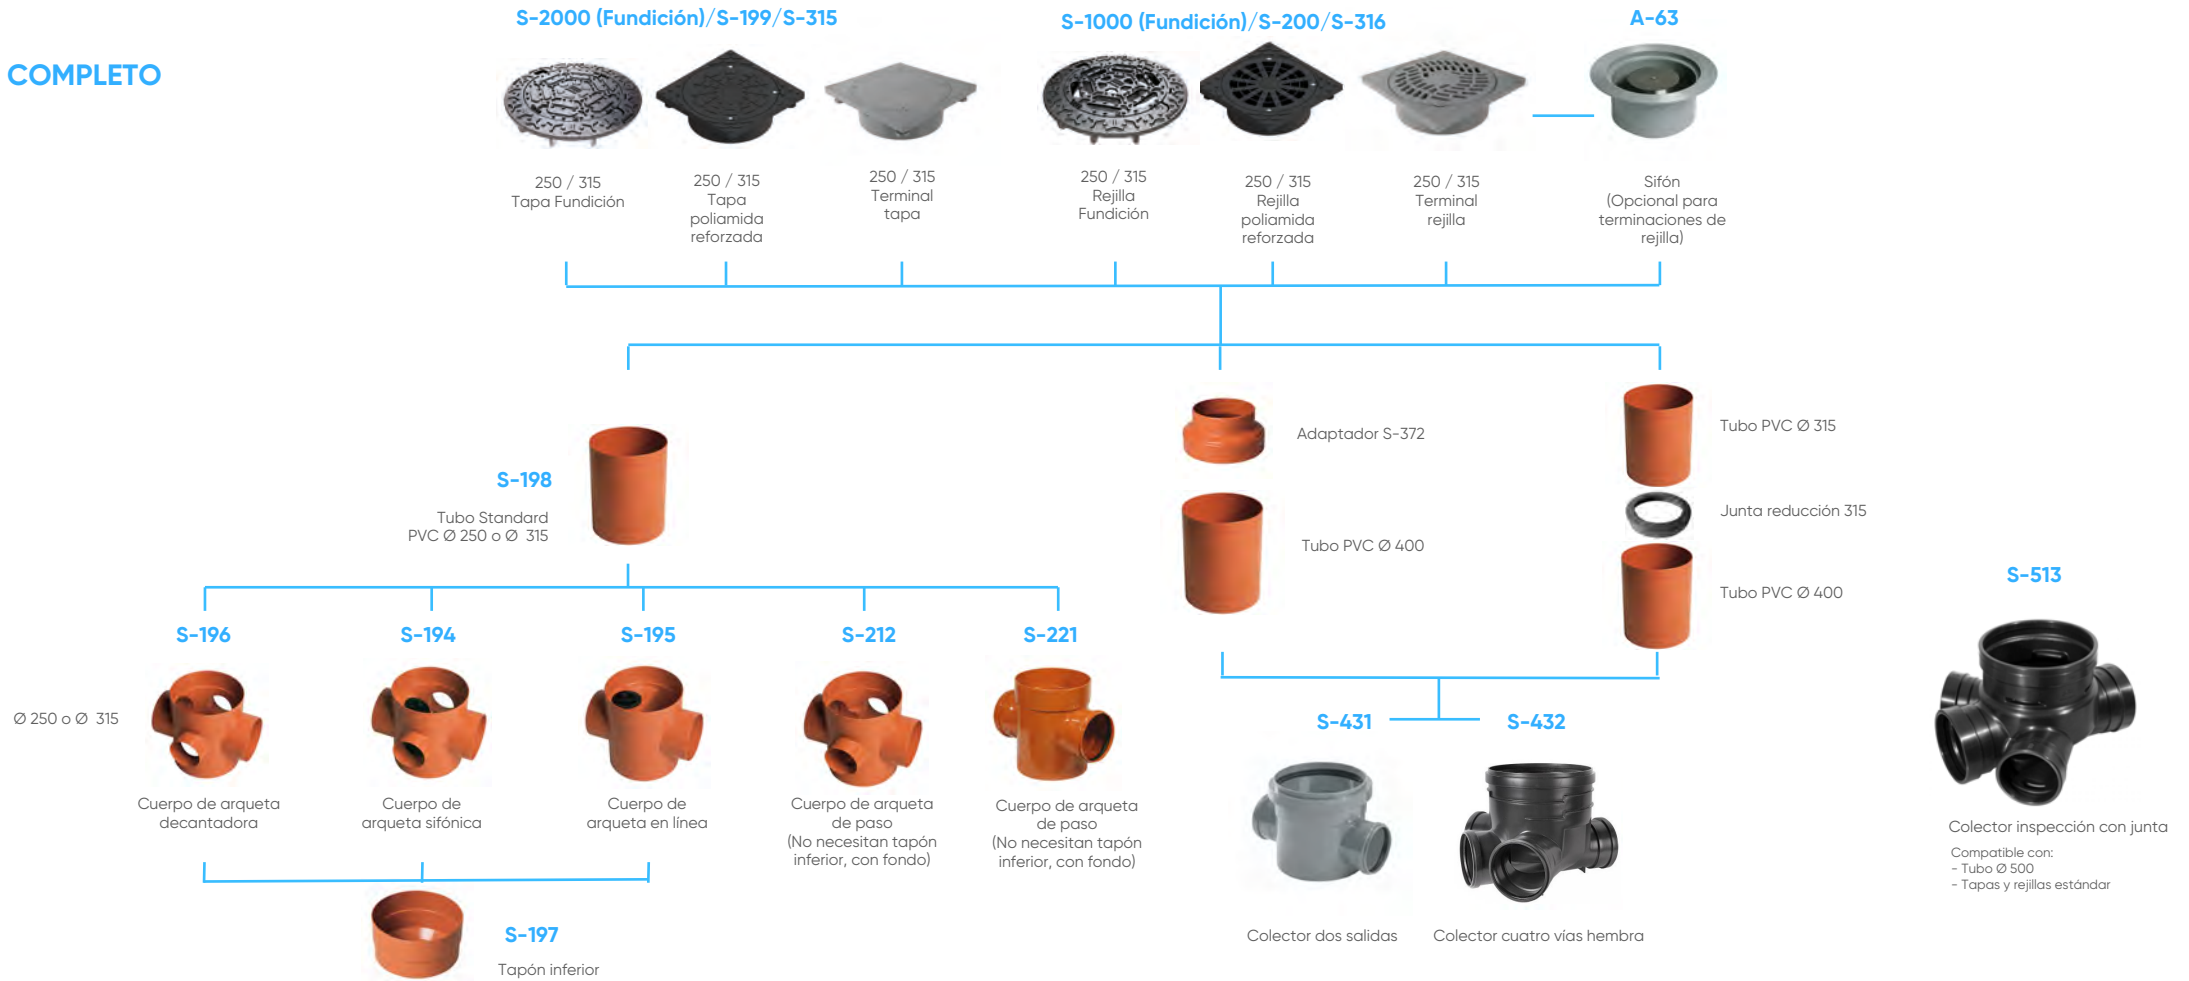 COMPLETO
S-2000 (Fundición)/S-199/S-315
S-1000 (Fundición)/S-200/S-316
A-63
250 / 315
Tapa Fundición
250 / 315
Tapa
poliamida
reforzada
250 / 315
Terminal
tapa
250 / 315
Rejilla
Fundición
250 / 315
Rejilla
poliamida
reforzada
250 / 315
Terminal
rejilla
Sifón
(Opcional para
terminaciones de
rejilla)
S-198
Tubo Standard
PVC Ø 250 o Ø 315
Adaptador S-372
Tubo PVC Ø 400
Tubo PVC Ø 315
Junta reducción 315
Tubo PVC Ø 400
Ø 250 o Ø 315
S-196
Cuerpo de arqueta
decantadora
S-194
Cuerpo de
arqueta sifónica
S-195
Cuerpo de
arqueta en línea
S-212
Cuerpo de arqueta
de paso
(No necesitan tapón
inferior, con fondo)
S-221
Cuerpo de arqueta
de paso
(No necesitan tapón
inferior, con fondo)
S-197
Tapón inferior
S-431
Colector dos salidas
S-432
Colector cuatro vías hembra
S-513
Colector inspección con junta
Compatible con:
- Tubo Ø 500
- Tapas y rejillas estándar